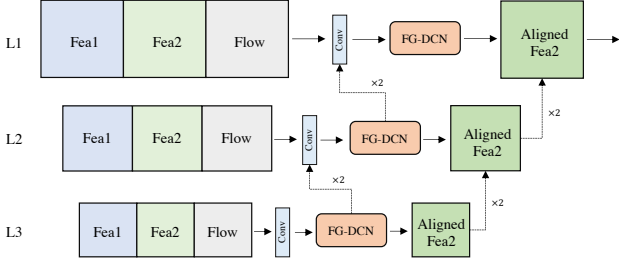 L1
Fea1
Fea2
Flow
Conv
FG-DCN
Aligned
Fea2
×2
×2
L2
Fea1
Fea2
Flow
Conv
FG-DCN
Aligned
Fea2
×2
×2
L3
Fea1
Fea2
Flow
Conv
FG-DCN
Aligned
Fea2